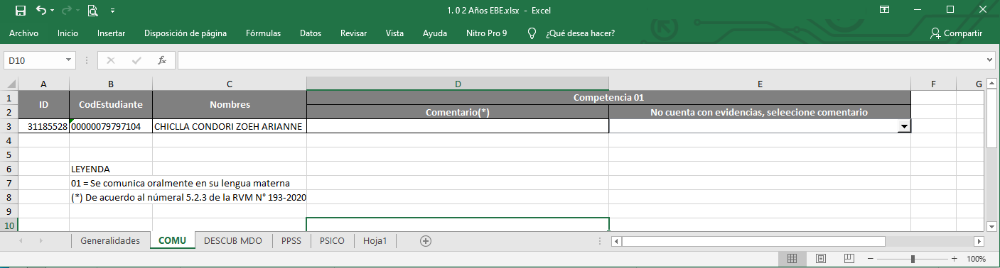 1. 0 2 Años EBE.xlsx - Excel
Archivo Inicio Insertar Disposición de página Fórmulas Datos Revisar Vista Ayuda Nitro Pro 9 ¿Qué desea hacer? Compartir
D10 fx
A B C D E F G
1 ID CodEstudiante Nombres Competencia 01
2 Comentario(*) No cuenta con evidencias, seleecione comentario
3 31185528 00000079797104 CHICLLA CONDORI ZOEH ARIANNE
4
5
6 LEYENDA
7 01 = Se comunica oralmente en su lengua materna
8 (*) De acuerdo al númeral 5.2.3 de la RVM N° 193-2020
9
10
Generalidades COMU DESCUB MDO PPSS PSICO Hoja1
100%